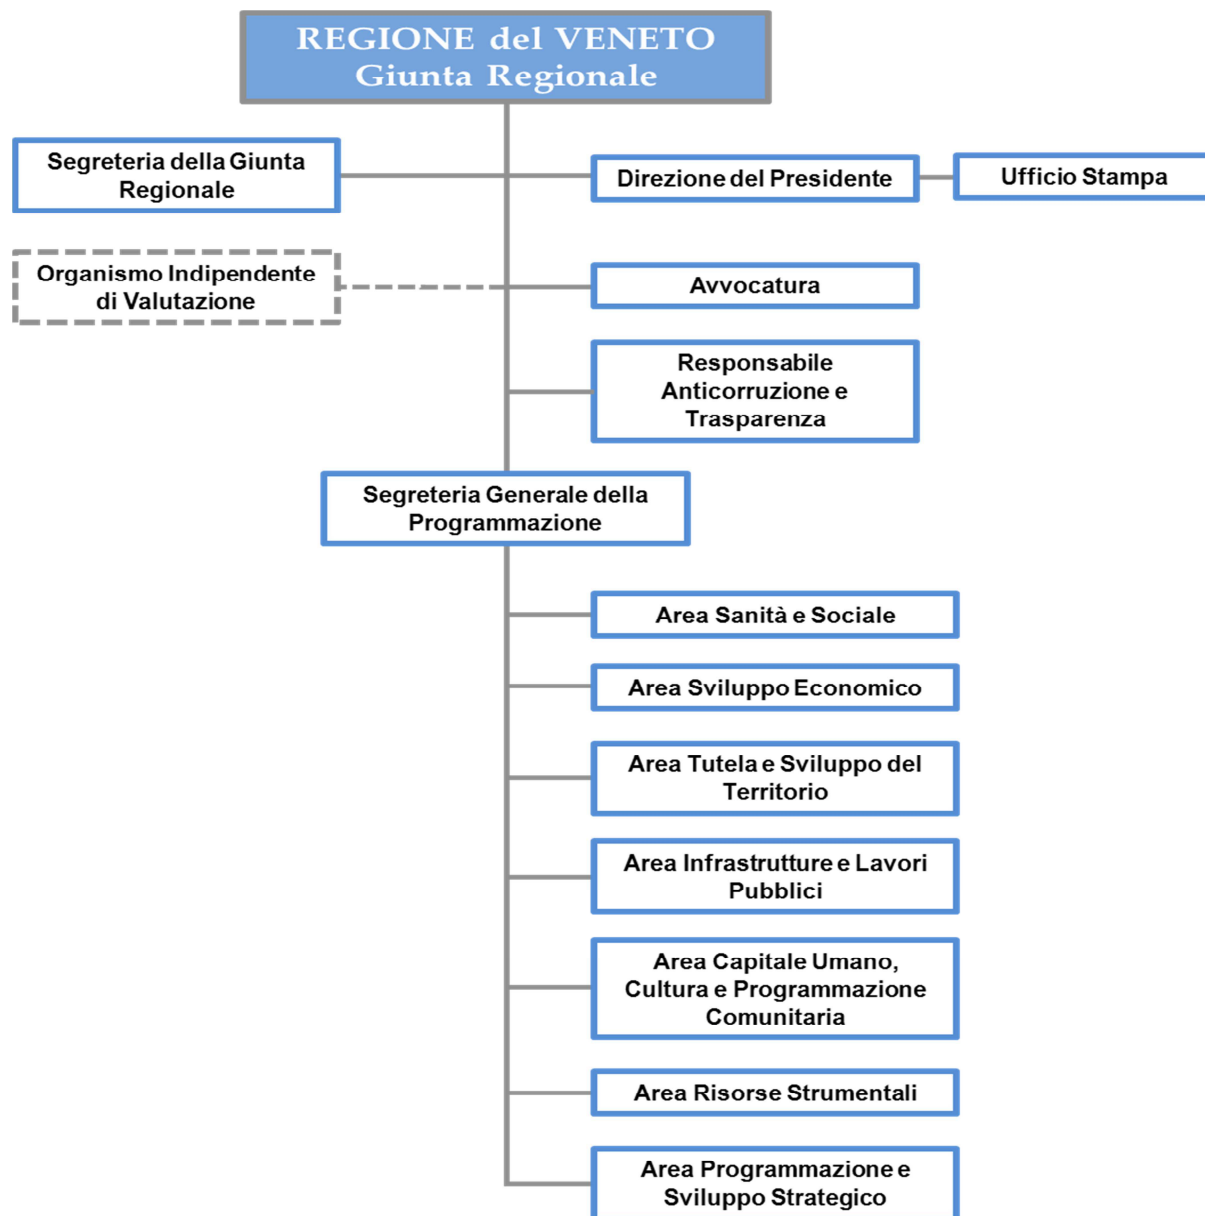 REGIONE del VENETO
Giunta Regionale
Segreteria della Giunta
Regionale
Direzione del Presidente
Ufficio Stampa
Organismo Indipendente
di Valutazione
Avvocatura
Responsabile
Anticorruzione e
Trasparenza
Segreteria Generale della
Programmazione
Area Sanità e Sociale
Area Sviluppo Economico
Area Tutela e Sviluppo del
Territorio
Area Infrastrutture e Lavori
Pubblici
Area Capitale Umano,
Cultura e Programmazione
Comunitaria
Area Risorse Strumentali
Area Programmazione e
Sviluppo Strategico